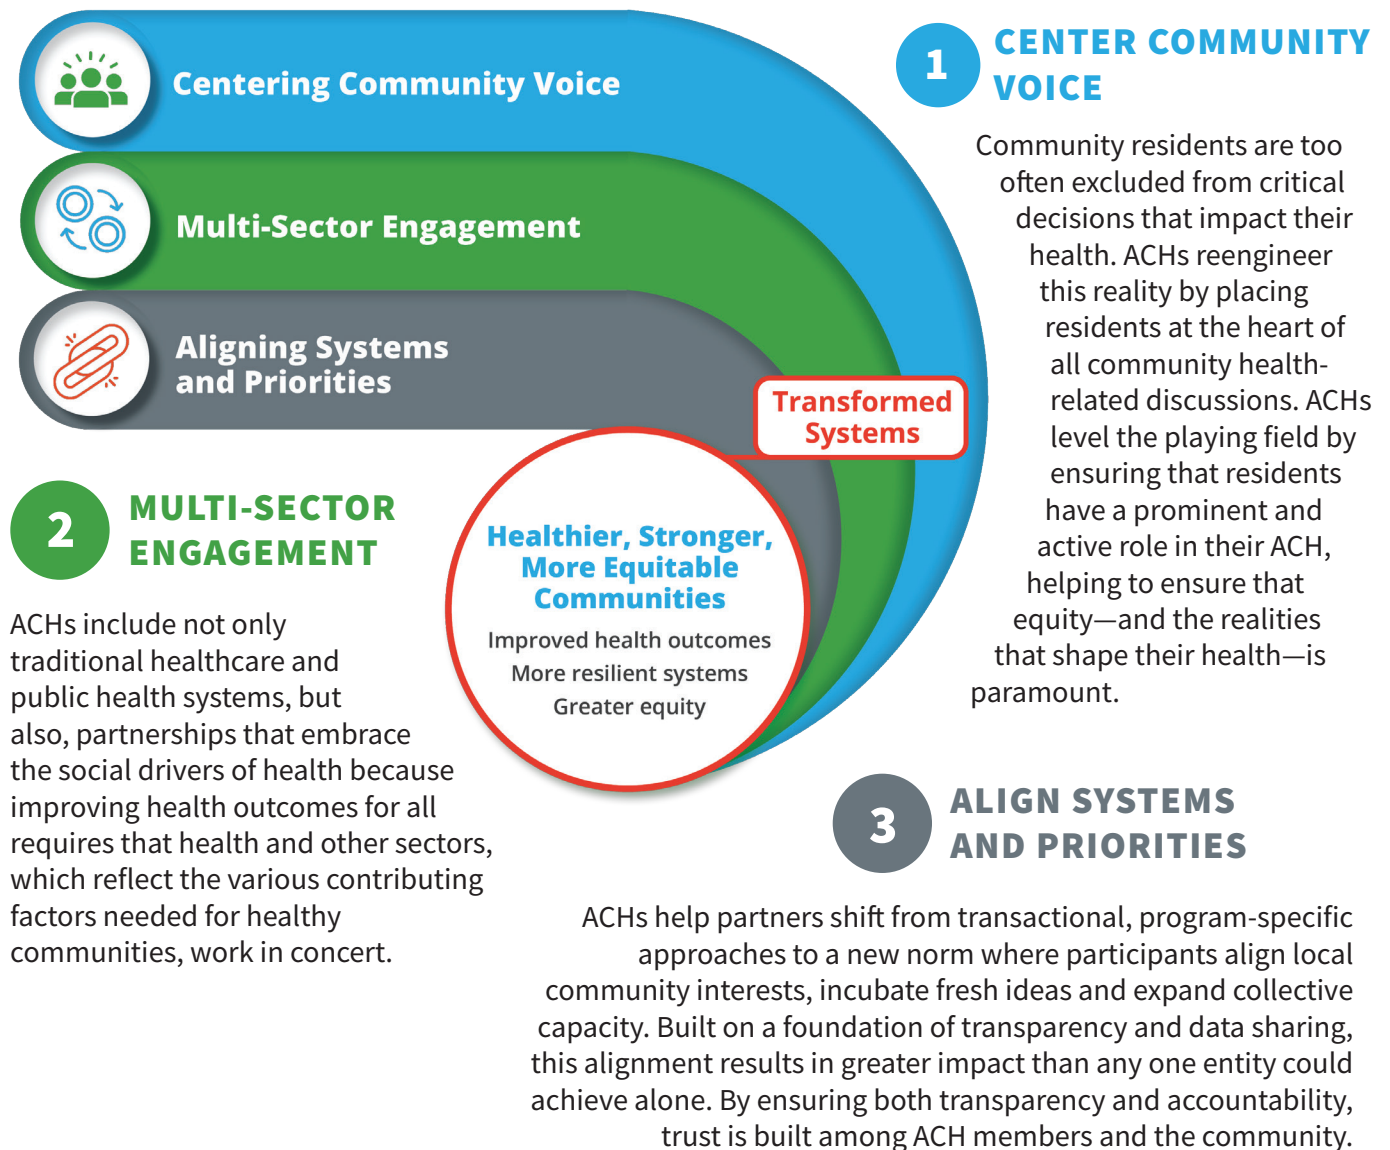 Centering Community Voice
Multi-Sector Engagement
Aligning Systems
and Priorities
Transformed
Systems
Healthier, Stronger,
More Equitable
Communities
Improved health outcomes
More resilient systems
Greater equity
1
CENTER COMMUNITY
VOICE
Community residents are too
often excluded from critical
decisions that impact their
health. ACHs reengineer
this reality by placing
residents at the heart of
all community health-
related discussions. ACHs
level the playing field by
ensuring that residents
have a prominent and
active role in their ACH,
helping to ensure that
equity—and the realities
that shape their health—is
paramount.
2
MULTI-SECTOR
ENGAGEMENT
ACHs include not only
traditional healthcare and
public health systems, but
also, partnerships that embrace
the social drivers of health because
improving health outcomes for all
requires that health and other sectors,
which reflect the various contributing
factors needed for healthy
communities, work in concert.
3
ALIGN SYSTEMS
AND PRIORITIES
ACHs help partners shift from transactional, program-specific
approaches to a new norm where participants align local
community interests, incubate fresh ideas and expand collective
capacity. Built on a foundation of transparency and data sharing,
this alignment results in greater impact than any one entity could
achieve alone. By ensuring both transparency and accountability,
trust is built among ACH members and the community.